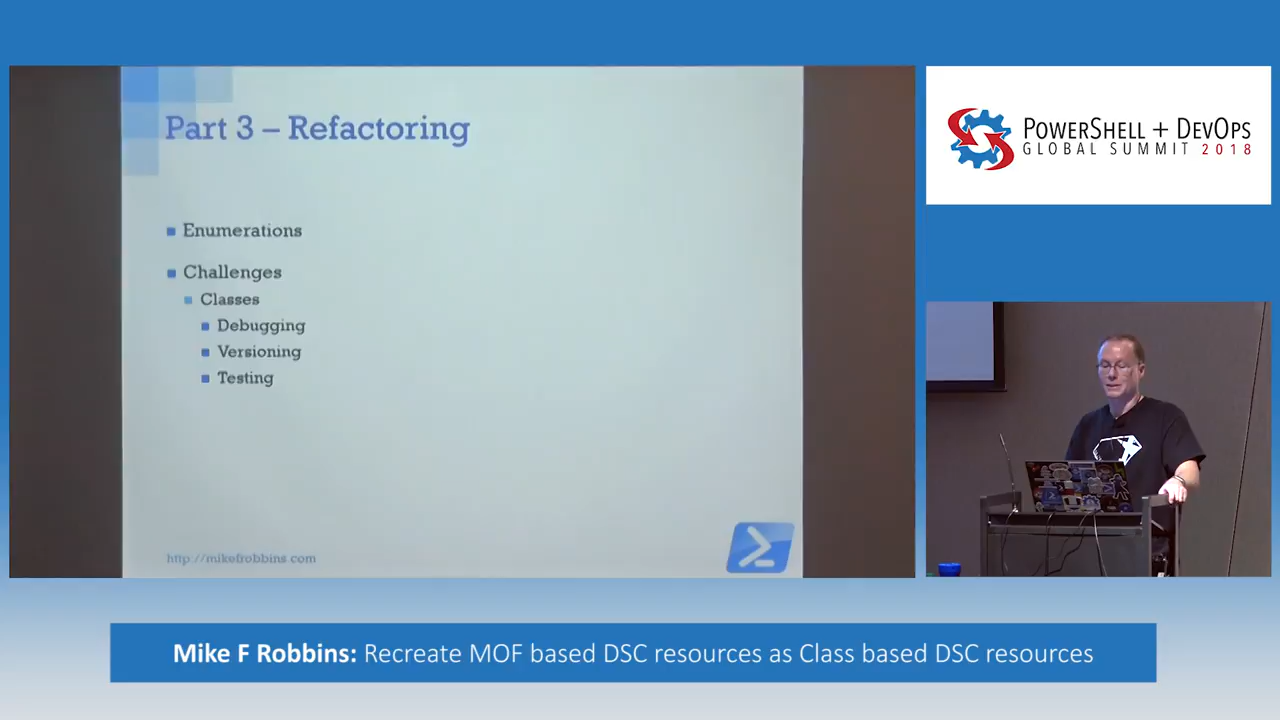 Part 3 – Refactoring
Enumerations
Challenges
Classes
Debugging
Versioning
Testing
http://mikefrobbins.com
POWERSHELL + DEVOPS
GLOBAL SUMMIT 2018
Mike F Robbins: Recreate MOF based DSC resources as Class based DSC resources